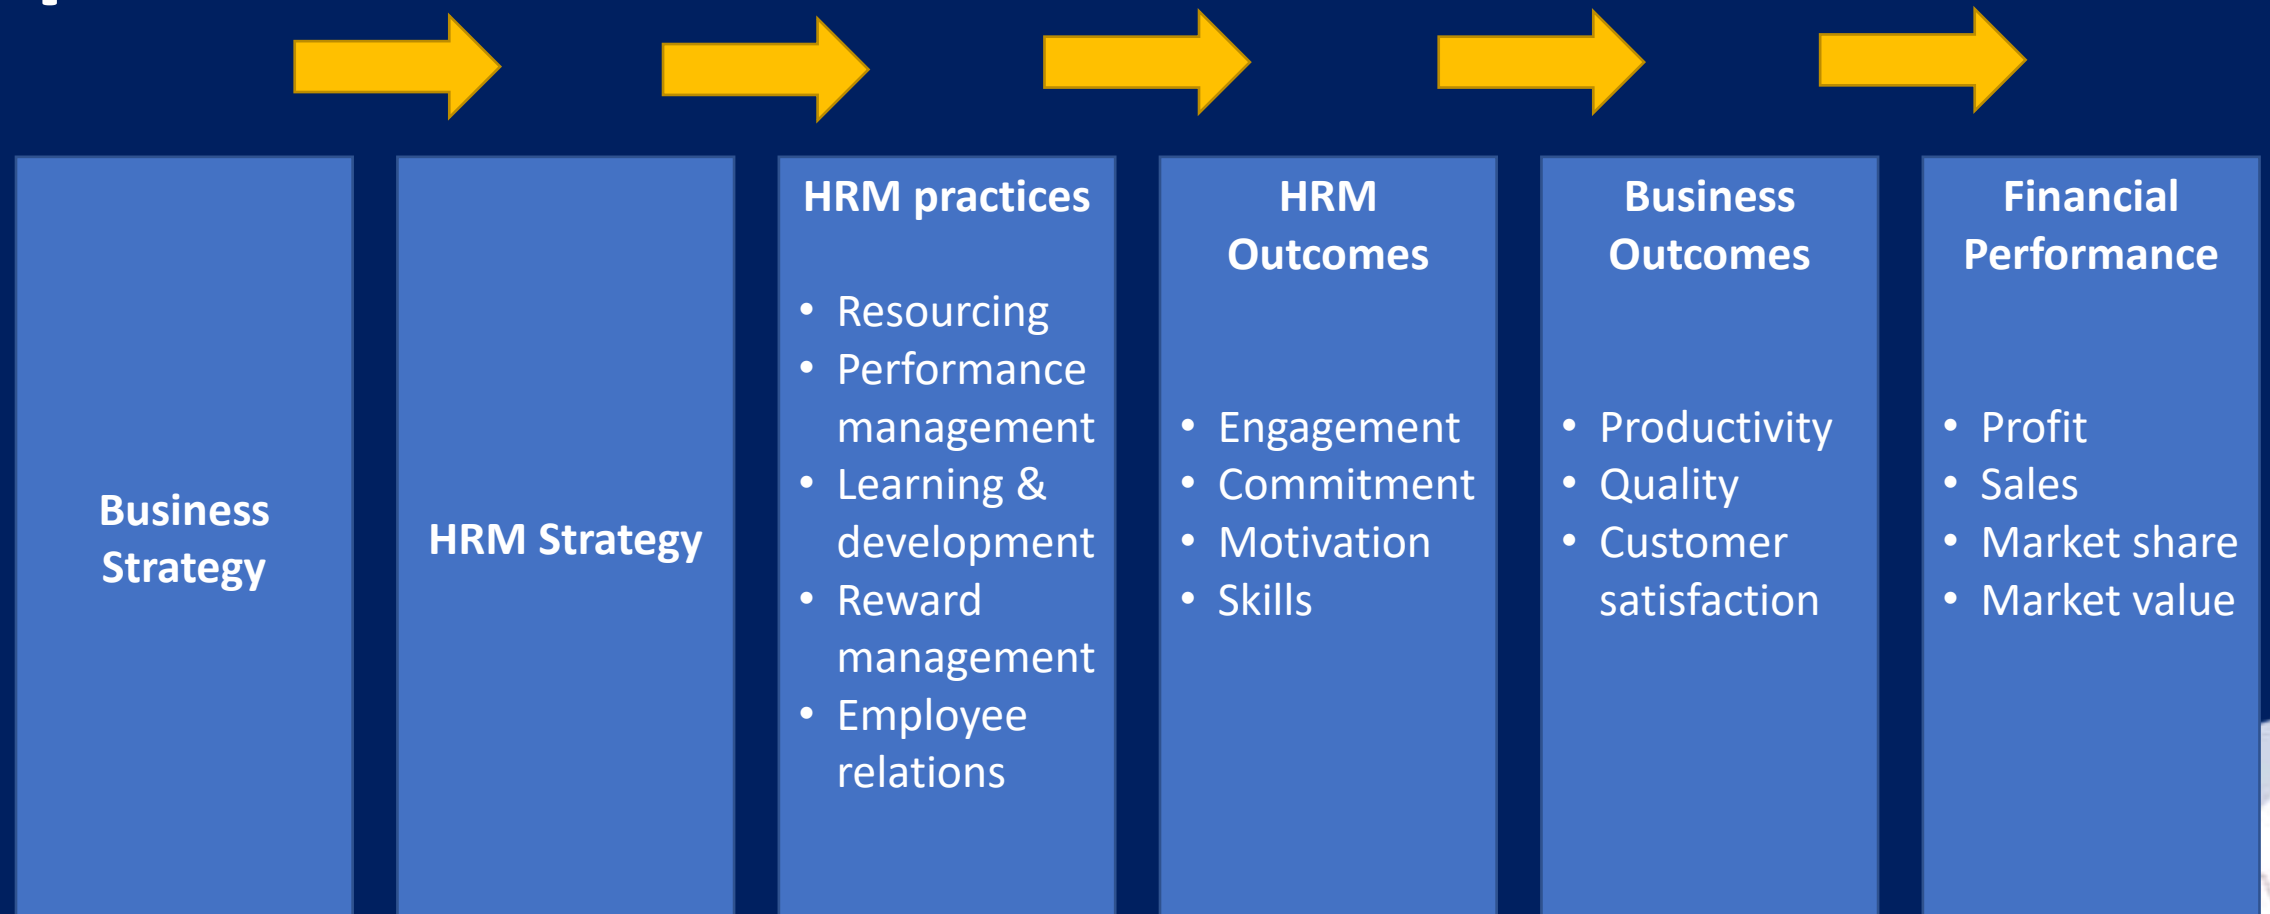 Business
Strategy
HRM Strategy
HRM practices
• Resourcing
• Performance
management
• Learning &
development
• Reward
management
• Employee
relations
HRM
Outcomes
• Engagement
• Commitment
• Motivation
• Skills
Business
Outcomes
• Productivity
• Quality
• Customer
satisfaction
Financial
Performance
• Profit
• Sales
• Market share
• Market value